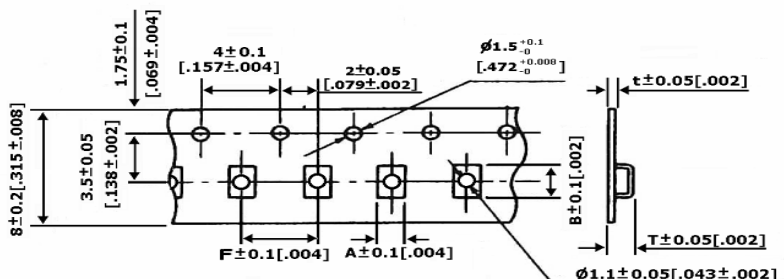 1.75±0.1
[.069±.004]
4±0.1
[.157±.004]
2±0.05
[.079±.002]
Ø1.5 +0.1 -0
[.472 +0.008 -0]
t±0.05[.002]
8±0.2[.315±.008]
3.5±0.05
[.138±.002]
B±0.1[.002]
F±0.1[.004]
A±0.1[.004]
T±0.05[.002]
Ø1.1±0.05[.043±.002]